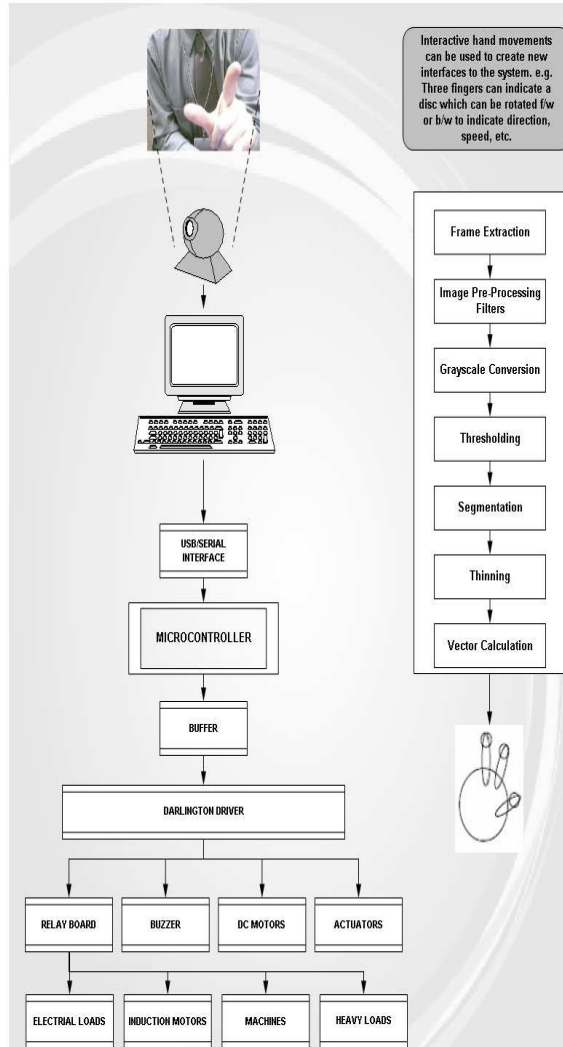 Interactive hand movements
can be used to create new
interfaces to the system. e.g.
Three fingers can indicate a
disc which can be rotated f/w
or b/w to indicate direction,
speed, etc.
Frame Extraction
Image Pre-Processing
Filters
Grayscale Conversion
Thresholding
Segmentation
Thinning
Vector Calculation
USB/SERIAL
INTERFACE
MICROCONTROLLER
BUFFER
DARLINGTON DRIVER
RELAY BOARD
BUZZER
DC MOTORS
ACTUATORS
ELECTRIAL LOADS
INDUCTION MOTORS
MACHINES
HEAVY LOADS